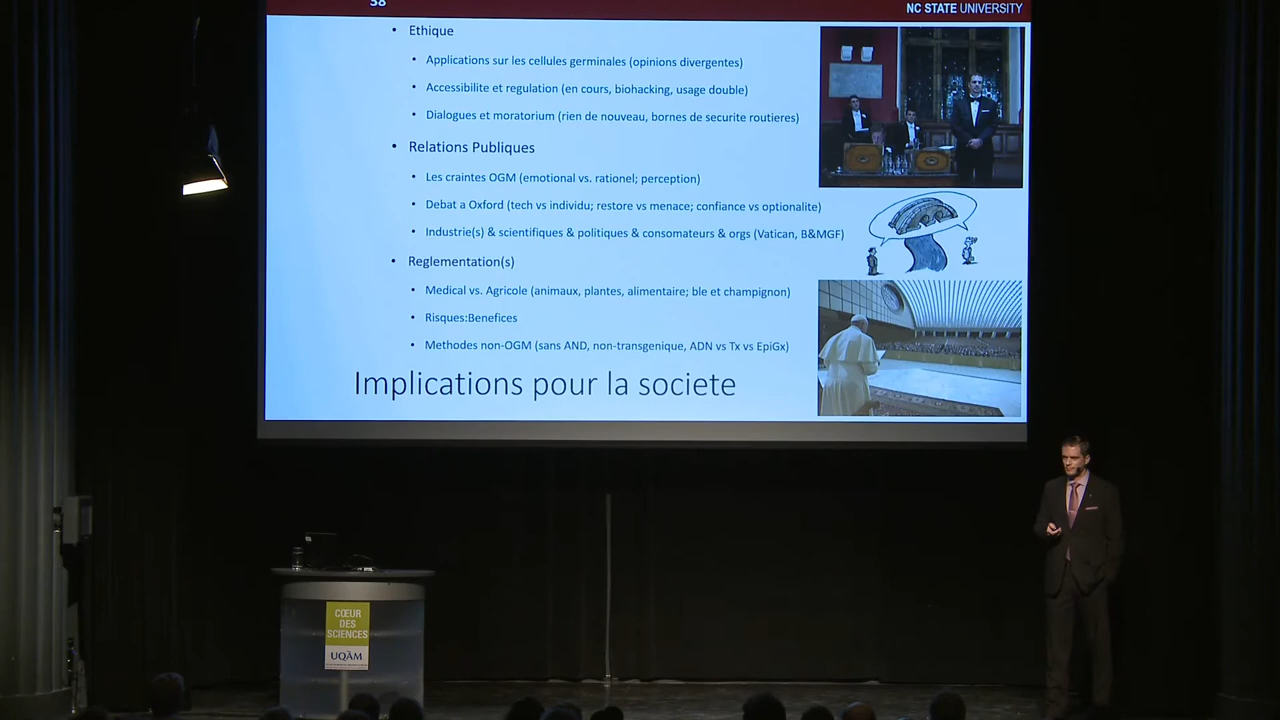 38
NC STATE UNIVERSITY
• Ethique
• Applications sur les cellules germinales (opinions divergentes)
• Accessibilite et regulation (en cours, biohacking, usage double)
• Dialogues et moratorium (rien de nouveau, bornes de securite routieres)
• Relations Publiques
• Les craintes OGM (emotional vs. rationel; perception)
• Debat a Oxford (tech vs individu; restore vs menace; confiance vs optionalite)
• Industrie(s) & scientifiques & politiques & consomateurs & orgs (Vatican, B&MGF)
• Reglementation(s)
• Medical vs. Agricole (animaux, plantes, alimentaire; ble et champignon)
• Risques:Benefices
• Methodes non-OGM (sans AND, non-transgenique, ADN vs Tx vs EpiGx)
Implications pour la societe
CŒUR
DES
SCIENCES
UQÀM